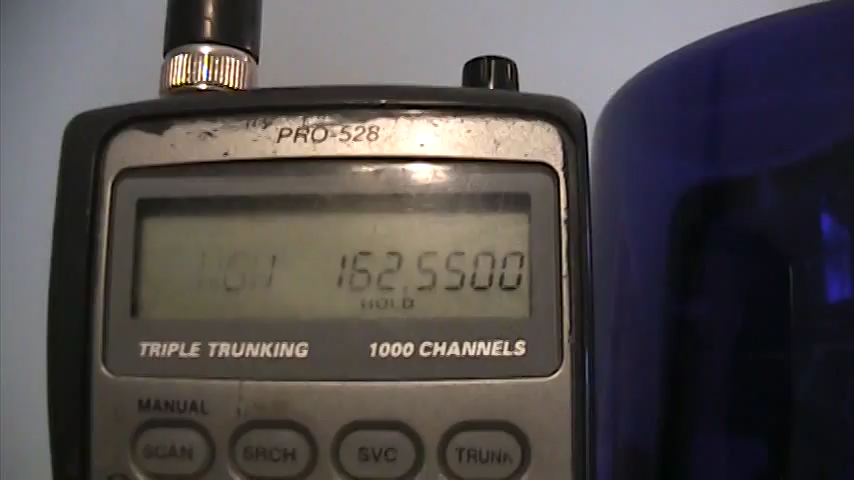 PRO-528
162.5500
HOLD
TRIPLE TRUNKING 1000 CHANNELS
MANUAL
SCAN SRCH SVC TRUNK